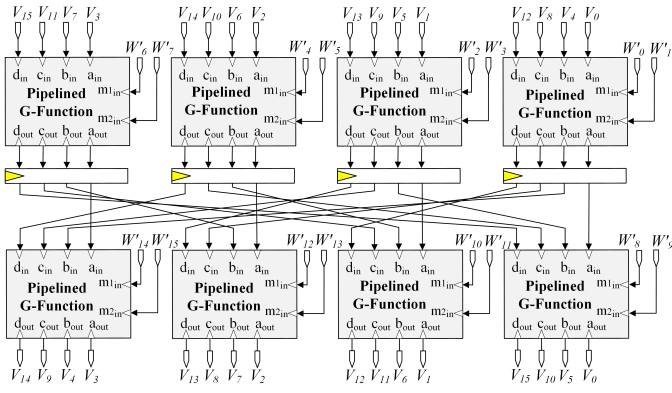 V15 V11 V7 V3 V14 V10 V6 V2 V13 V9 V5 V1 V12 V8 V4 V0
W'6 W'7 W'4 W'5 W'2 W'3 W'0 W'1
din cin bin ain din cin bin ain din cin bin ain din cin bin ain
Pipelined m1in Pipelined m1in Pipelined m1in Pipelined m1in
G-Function G-Function G-Function G-Function
m2in m2in m2in m2in
dout cout bout aout dout cout bout aout dout cout bout aout dout cout bout aout
W'14 W'15 W'12 W'13 W'10 W'11 W'8 W'9
din cin bin ain din cin bin ain din cin bin ain din cin bin ain
Pipelined m1in Pipelined m1in Pipelined m1in Pipelined m1in
G-Function G-Function G-Function G-Function
m2in m2in m2in m2in
dout cout bout aout dout cout bout aout dout cout bout aout dout cout bout aout
V14 V9 V4 V3 V13 V8 V7 V2 V12 V11 V6 V1 V15 V10 V5 V0